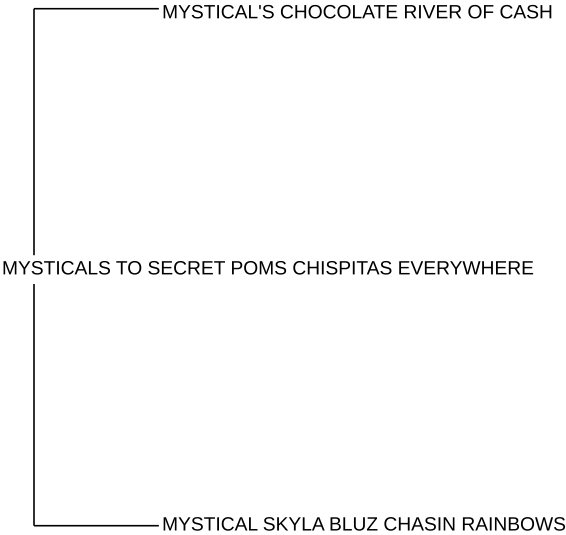 MYSTICAL'S CHOCOLATE RIVER OF CASH
MYSTICALS TO SECRET POMS CHISPITAS EVERYWHERE
MYSTICAL SKYLA BLUZ CHASIN RAINBOWS